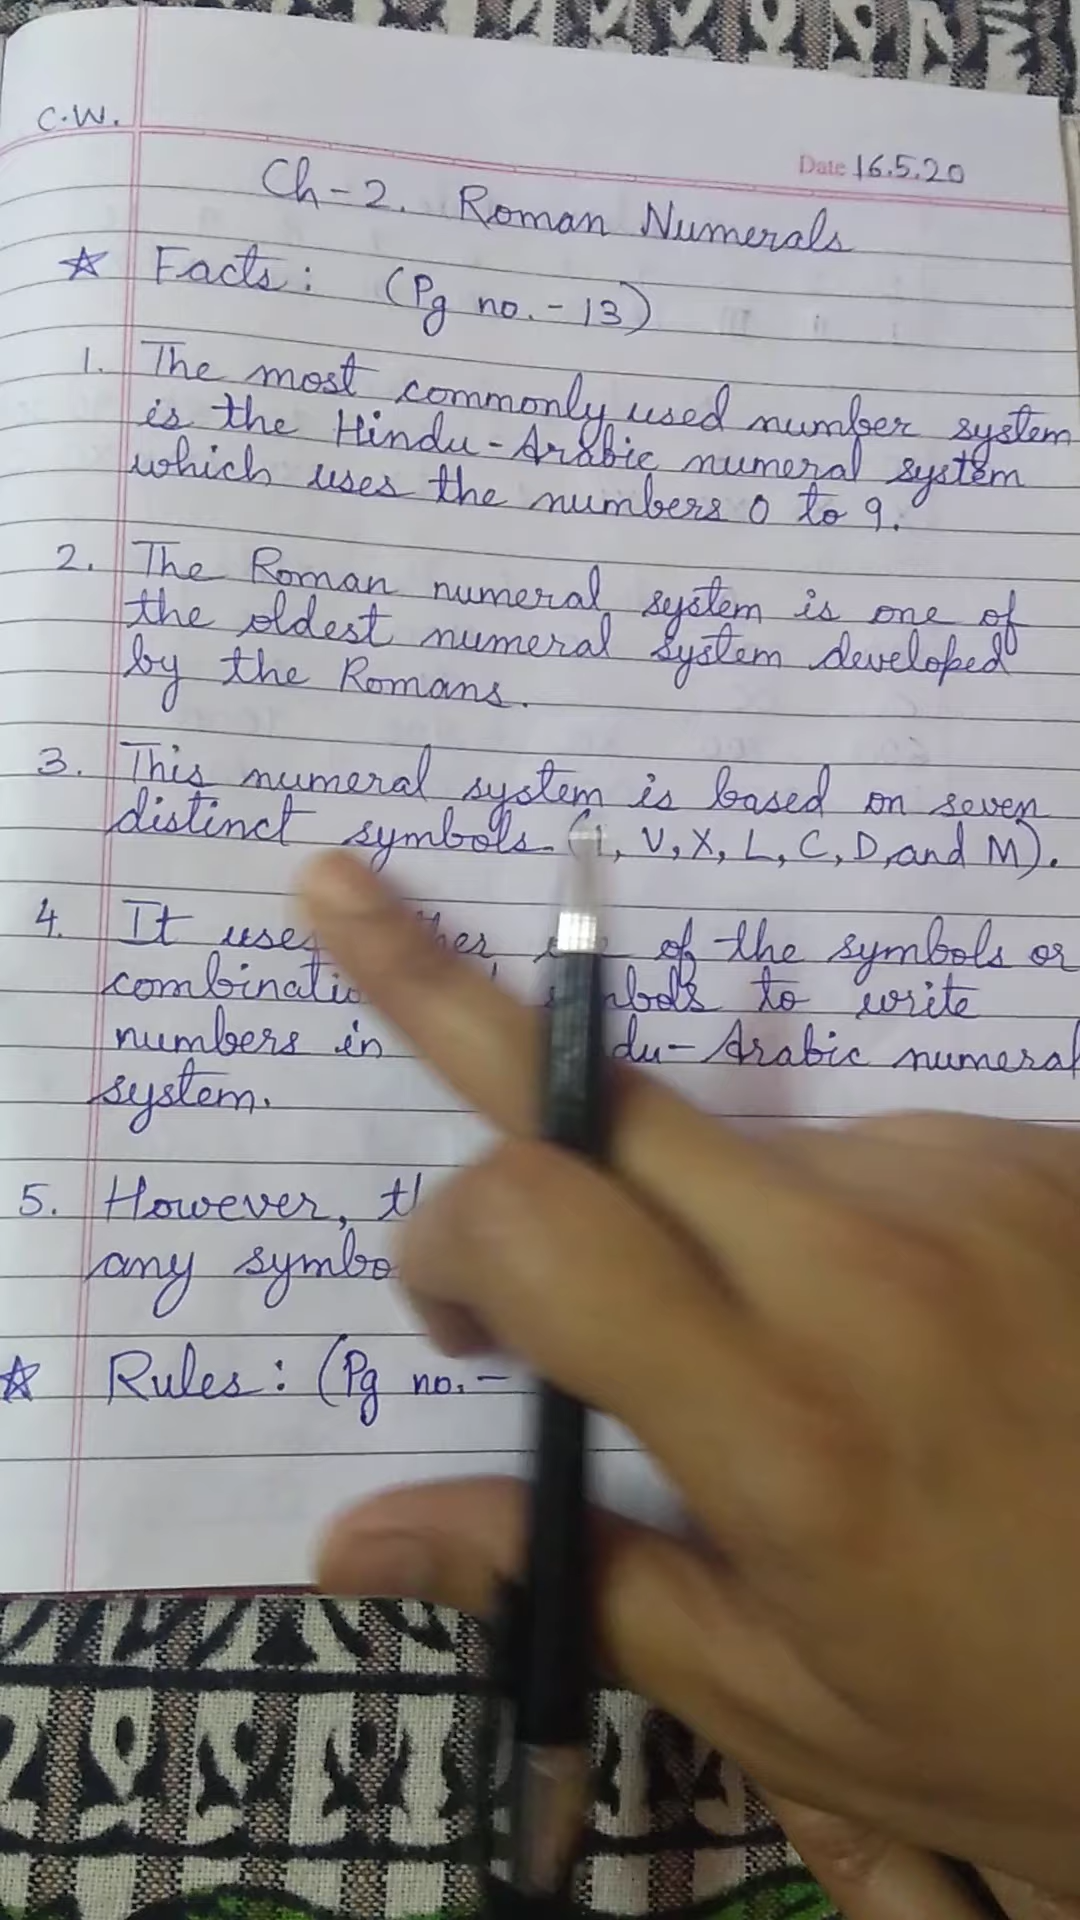 C.W.
Date 16.5.20
Ch-2. Roman Numerals
☆ Facts: (Pg no. - 13)
1. The most commonly used number system
is the Hindu-Arabic numeral system
which uses the numbers 0 to 9.
2. The Roman numeral system is one of
the oldest numeral system developed
by the Romans.
3. This numeral system is based on seven
distinct symbols (I, V, X, L, C, D, and M).
4. It of the symbols or
to write
numbers in Arabic numeral
system.
5. However,
any
☆ Rules: (Pg no. -